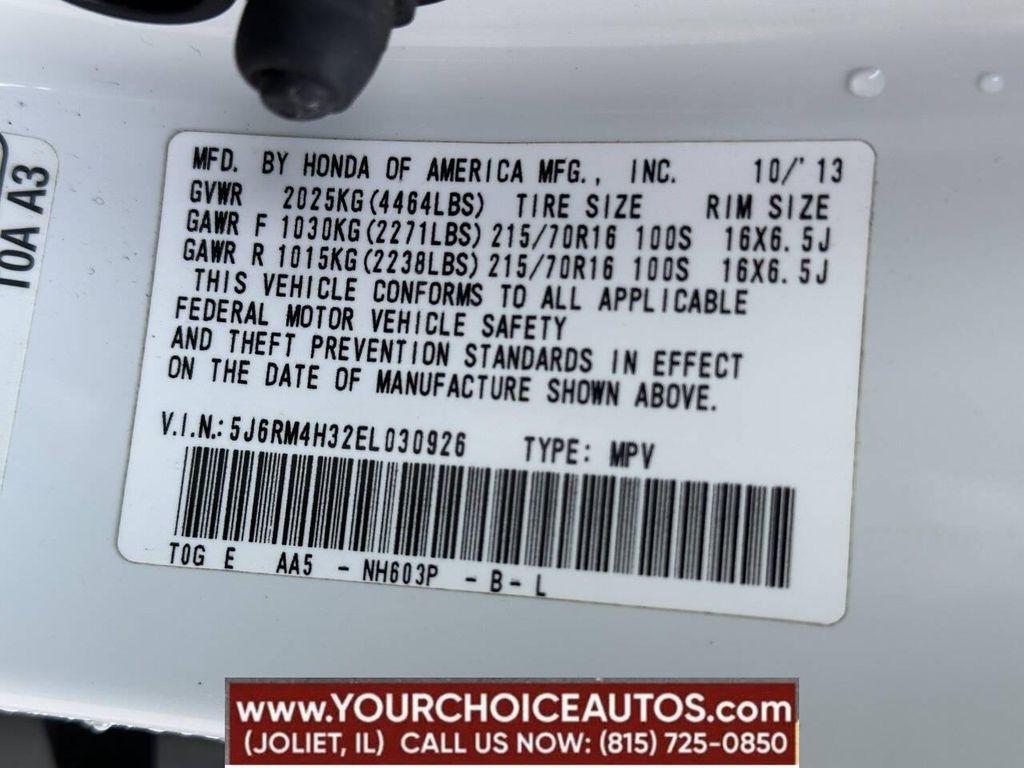 MFD. BY HONDA OF AMERICA MFG., INC. 10/'13
GVWR 2025KG(4464LBS) TIRE SIZE RIM SIZE
GAWR F 1030KG(2271LBS) 215/70R16 100S 16X6.5J
GAWR R 1015KG(2238LBS) 215/70R16 100S 16X6.5J
THIS VEHICLE CONFORMS TO ALL APPLICABLE
FEDERAL MOTOR VEHICLE SAFETY
AND THEFT PREVENTION STANDARDS IN EFFECT
ON THE DATE OF MANUFACTURE SHOWN ABOVE.
V.I.N.: 5J6RM4H32EL030926 TYPE: MPV
T0G E AA5 - NH603P - B - L
T0A A3
www.YOURCHOICEAUTOS.com
(JOLIET, IL) CALL US NOW: (815) 725-0850